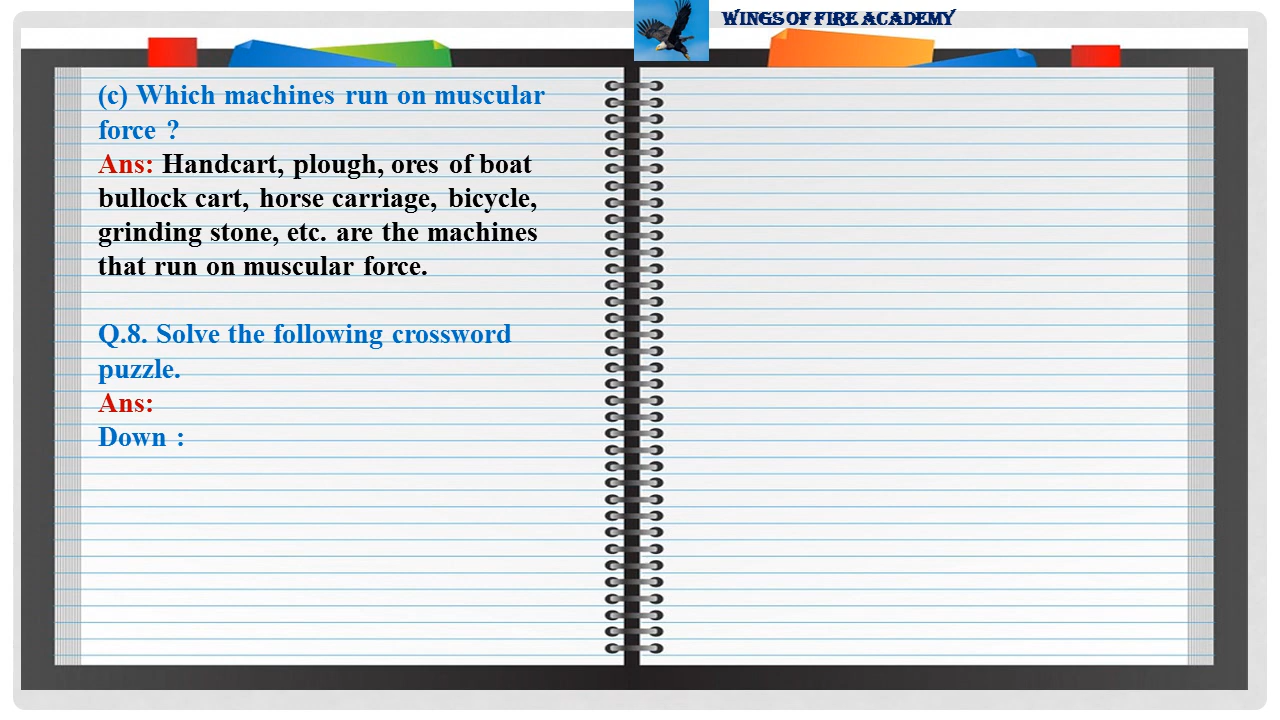 WINGS OF FIRE ACADEMY
(c) Which machines run on muscular
force ?
Ans: Handcart, plough, ores of boat
bullock cart, horse carriage, bicycle,
grinding stone, etc. are the machines
that run on muscular force.
Q.8. Solve the following crossword
puzzle.
Ans:
Down :